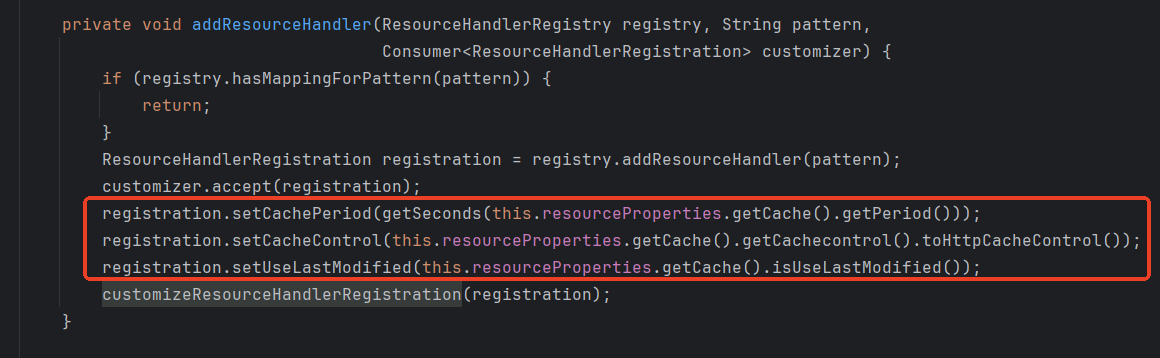 private void addResourceHandler(ResourceHandlerRegistry registry, String pattern,
Consumer<ResourceHandlerRegistration> customizer) {
if (registry.hasMappingForPattern(pattern)) {
return;
}
ResourceHandlerRegistration registration = registry.addResourceHandler(pattern);
customizer.accept(registration);
registration.setCachePeriod(getSeconds(this.resourceProperties.getCache().getPeriod()));
registration.setCacheControl(this.resourceProperties.getCache().getCachecontrol().toHttpCacheControl());
registration.setUseLastModified(this.resourceProperties.getCache().isUseLastModified());
customizeResourceHandlerRegistration(registration);
}